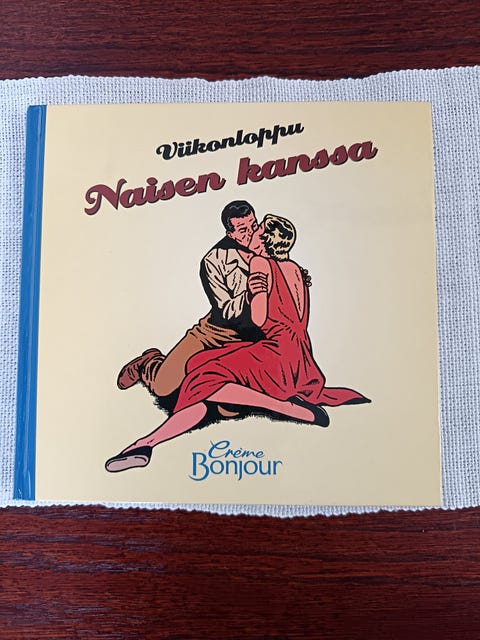 Viikonloppu
Naisen kanssa
Crème
Bonjour